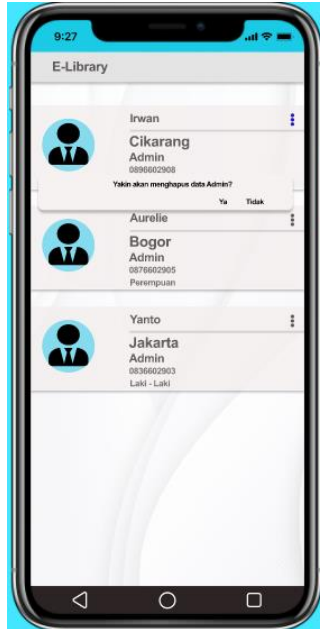 9:27
E-Library
Irwan
Cikarang
Admin
0896602908
Yakin akan menghapus data Admin?
Ya Tidak
Aurelie
Bogor
Admin
0876602905
Perempuan
Yanto
Jakarta
Admin
0836602903
Laki - Laki